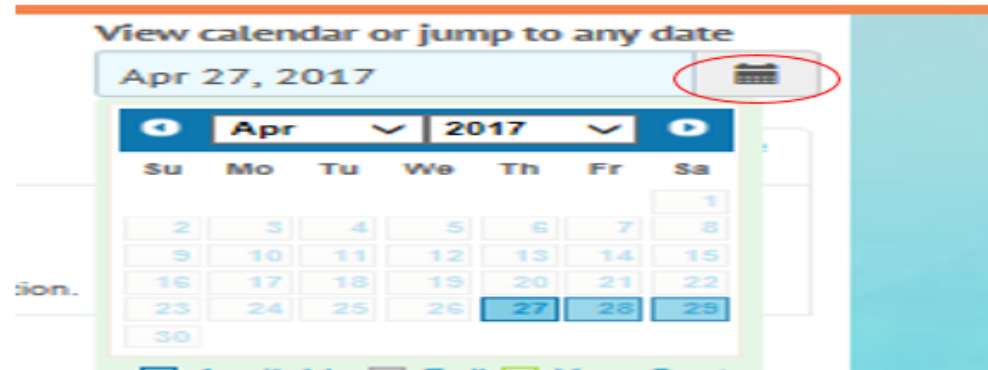 View calendar or jump to any date
Apr 27, 2017
Apr 2017
Su Mo Tu We Th Fr Sa
1
2 3 4 5 6 7 8
9 10 11 12 13 14 15
16 17 18 19 20 21 22
tion.
23 24 25 26 27 28 29
30